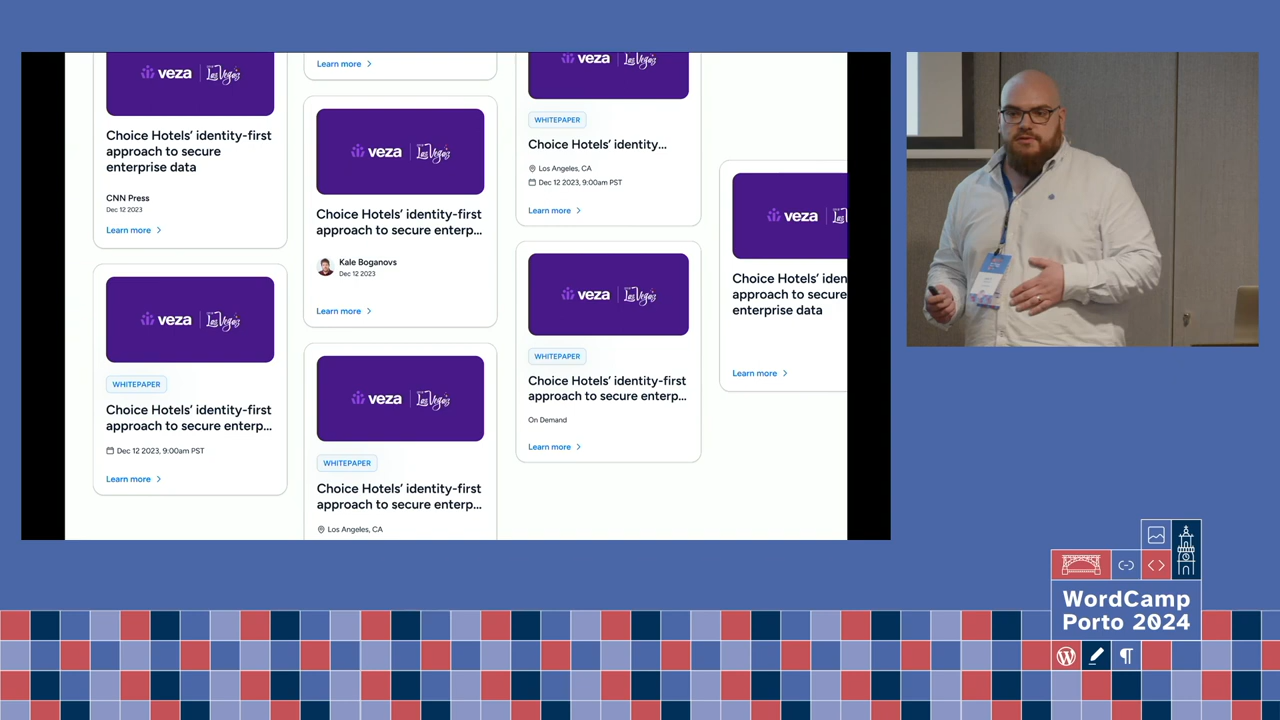 veza
Las Vegas
Choice Hotels’ identity-first
approach to secure
enterprise data
CNN Press
Dec 12 2023
Learn more
veza
Las Vegas
WHITEPAPER
Choice Hotels’ identity-first
approach to secure enterp...
Dec 12 2023, 9:00am PST
Learn more
Learn more
veza
Las Vegas
Choice Hotels’ identity-first
approach to secure enterp...
Kale Boganovs
Dec 12 2023
Learn more
veza
Las Vegas
WHITEPAPER
Choice Hotels’ identity-first
approach to secure enterp...
Los Angeles, CA
veza
Las Vegas
WHITEPAPER
Choice Hotels’ identity...
Los Angeles, CA
Dec 12 2023, 9:00am PST
Learn more
veza
Las Vegas
WHITEPAPER
Choice Hotels’ identity-first
approach to secure enterp...
On Demand
Learn more
veza
Choice Hotels’ iden
approach to secure
enterprise data
Learn more
WordCamp
Porto 2024